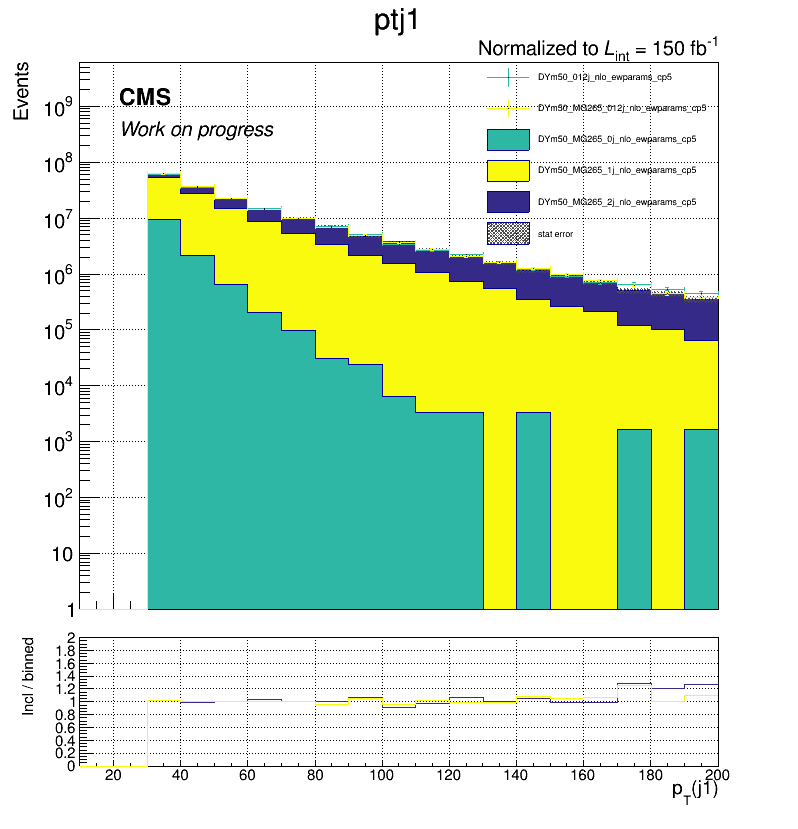 ptj1
Normalized to L_int = 150 fb^-1
Events
CMS
Work on progress
DYm50_012j_nlo_ewparams_cp5
DYm50_MG265_012j_nlo_ewparams_cp5
DYm50_MG265_0j_nlo_ewparams_cp5
DYm50_MG265_1j_nlo_ewparams_cp5
DYm50_MG265_2j_nlo_ewparams_cp5
stat error
10^9
10^8
10^7
10^6
10^5
10^4
10^3
10^2
10
1
Incl / binned
2
1.8
1.6
1.4
1.2
1
0.8
0.6
0.4
0.2
0
20 40 60 80 100 120 140 160 180 200
p_T(j1)